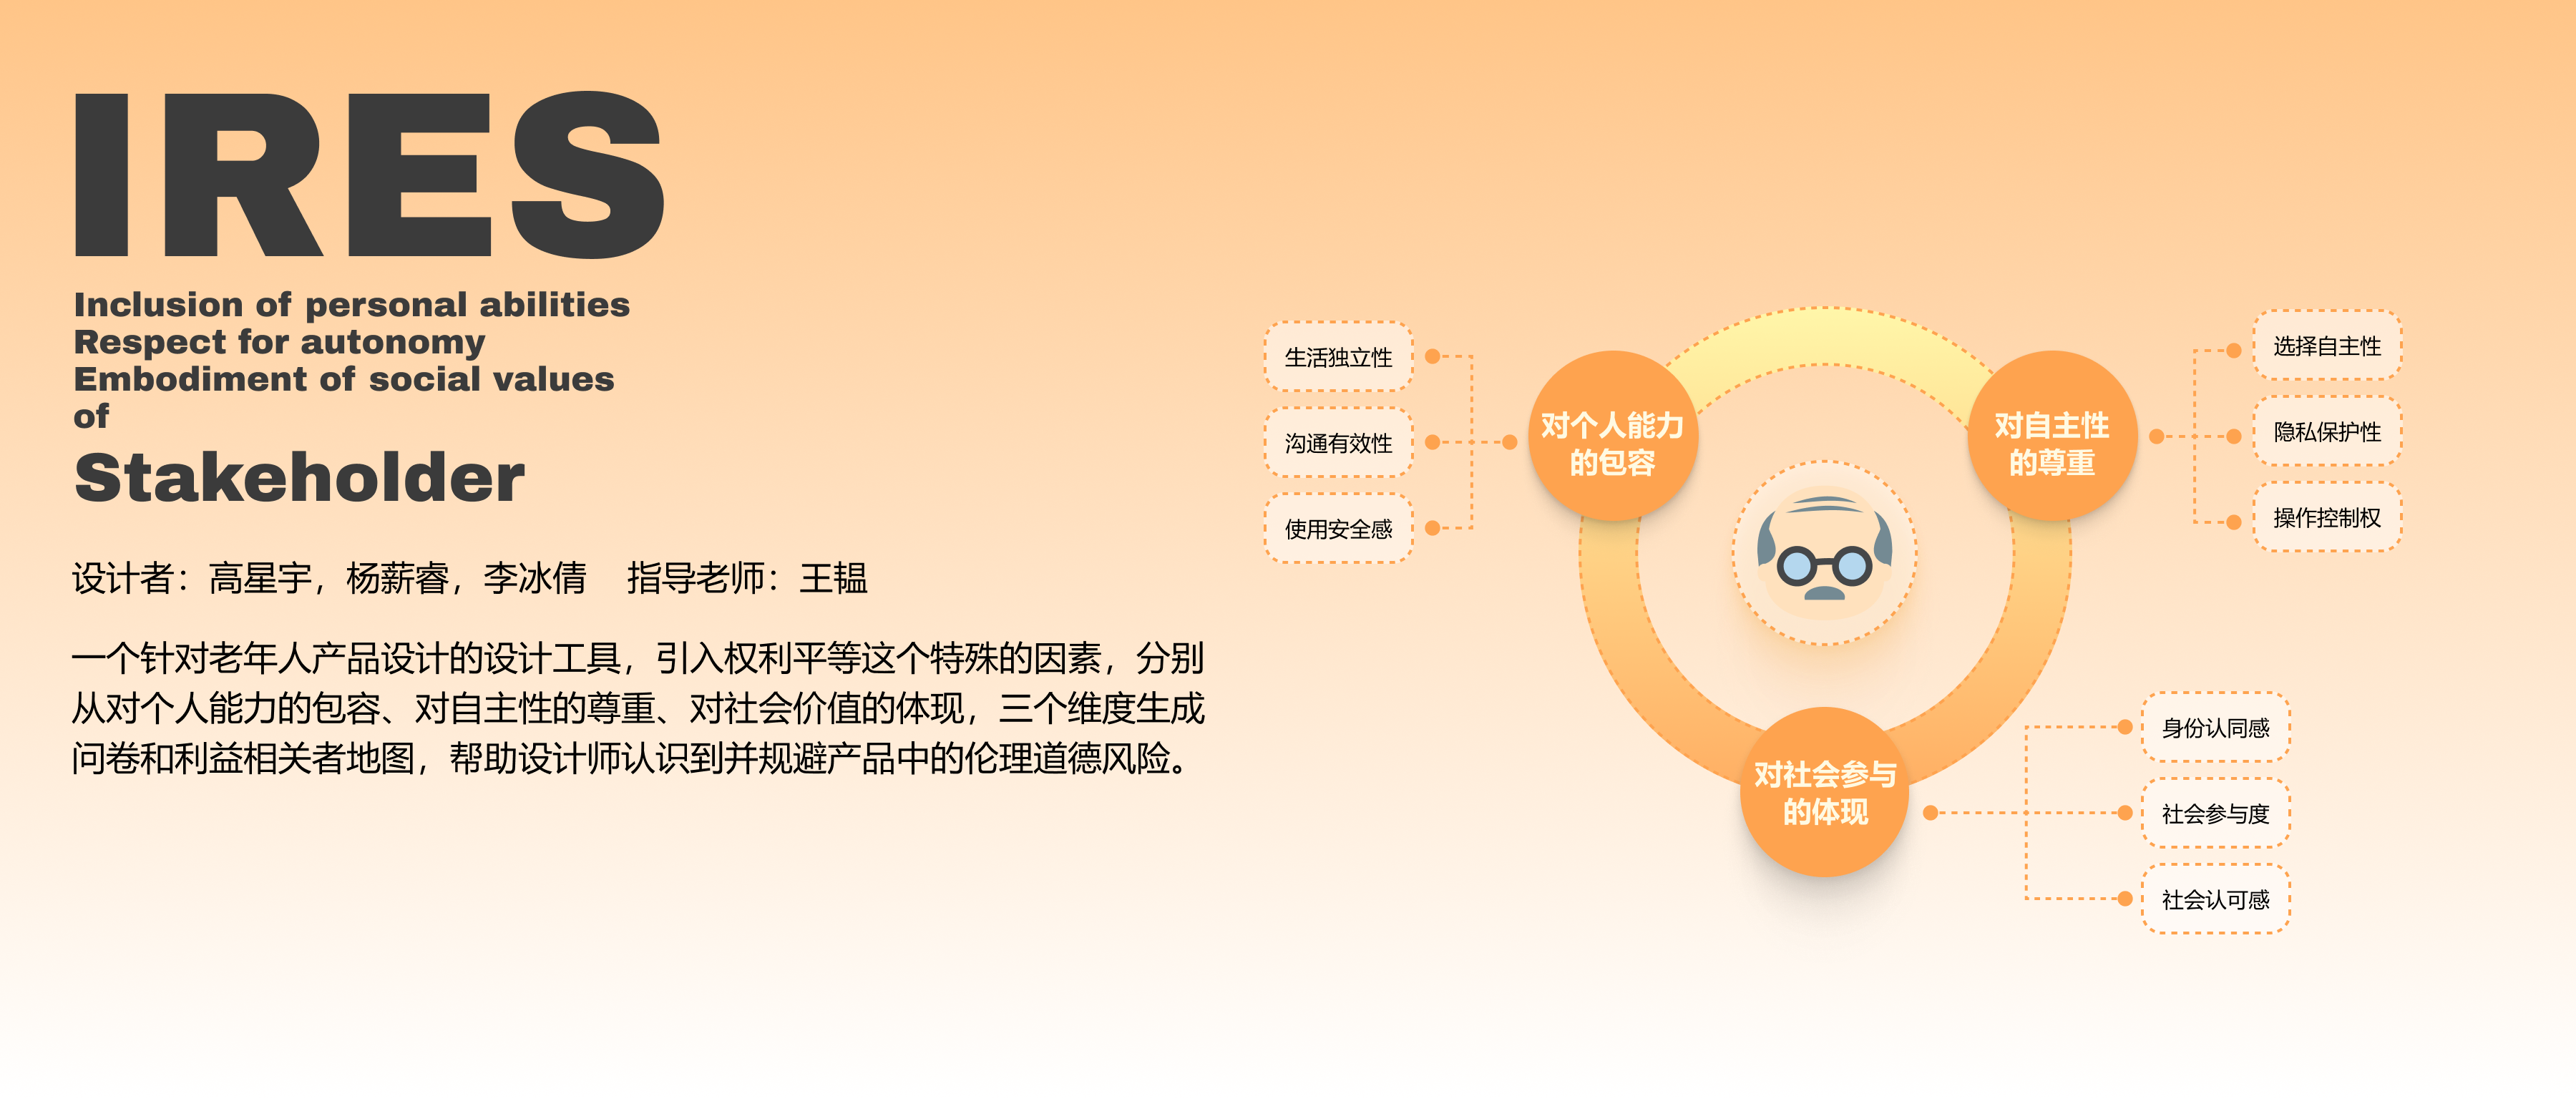 IRES
Inclusion of personal abilities
Respect for autonomy
Embodiment of social values
of
Stakeholder
设计者：高星宇，杨薪睿，李冰倩 指导老师：王韫
一个针对老年人产品设计的设计工具，引入权利平等这个特殊的因素，分别
从对个人能力的包容、对自主性的尊重、对社会价值的体现，三个维度生成
问卷和利益相关者地图，帮助设计师认识到并规避产品中的伦理道德风险。
生活独立性
沟通有效性
使用安全感
对个人能力
的包容
对自主性
的尊重
选择自主性
隐私保护性
操作控制权
对社会参与
的体现
身份认同感
社会参与度
社会认可感